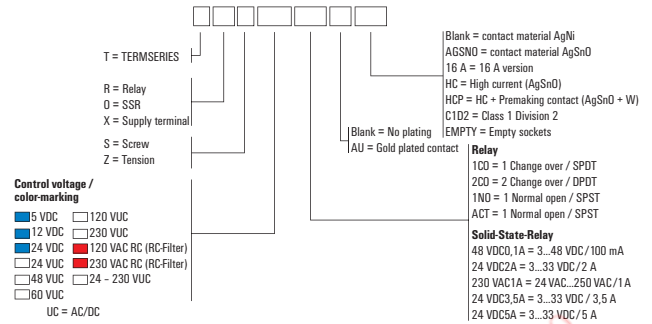 T = TERMSERIES
R = Relay
O = SSR
X = Supply terminal
S = Screw
Z = Tension
Control voltage /
color-marking
5 VDC 120 VUC
12 VDC 230 VUC
24 VDC 120 VAC RC (RC-Filter)
24 VUC 230 VAC RC (RC-Filter)
48 VUC 24 – 230 VUC
60 VUC
UC = AC/DC
Blank = contact material AgNi
AGSNO = contact material AgSnO
16 A = 16 A version
HC = High current (AgSnO)
HCP = HC + Premaking contact (AgSnO + W)
C1D2 = Class 1 Division 2
EMPTY = Empty sockets
Blank = No plating
AU = Gold plated contact
Relay
1CO = 1 Change over / SPDT
2CO = 2 Change over / DPDT
1NO = 1 Normal open / SPST
ACT = 1 Normal open / SPST
Solid-State-Relay
48 VDC0,1A = 3...48 VDC/100 mA
24 VDC2A = 3...33 VDC/2 A
230 VAC1A = 24 VAC...250 VAC/1A
24 VDC3,5A = 3...33 VDC / 3,5 A
24 VDC5A = 3...33 VDC/5 A